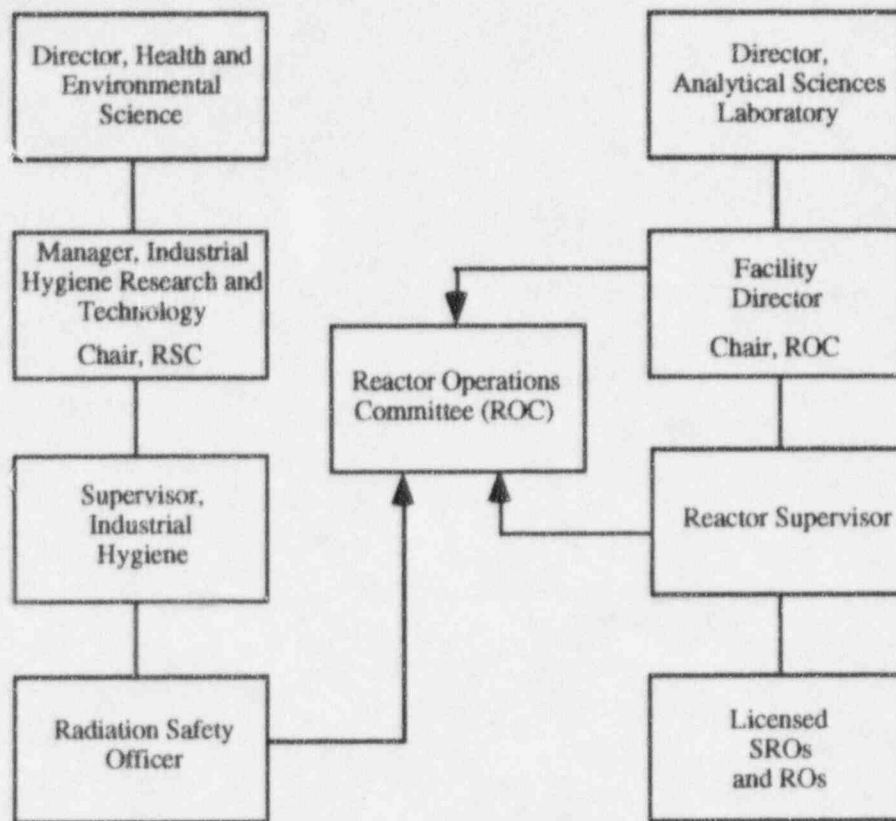 Director, Health and
Environmental
Science
Manager, Industrial
Hygiene Research and
Technology
Chair, RSC
Supervisor,
Industrial
Hygiene
Radiation Safety
Officer
Reactor Operations
Committee (ROC)
Director,
Analytical Sciences
Laboratory
Facility
Director
Chair, ROC
Reactor Supervisor
Licensed
SROs
and ROs